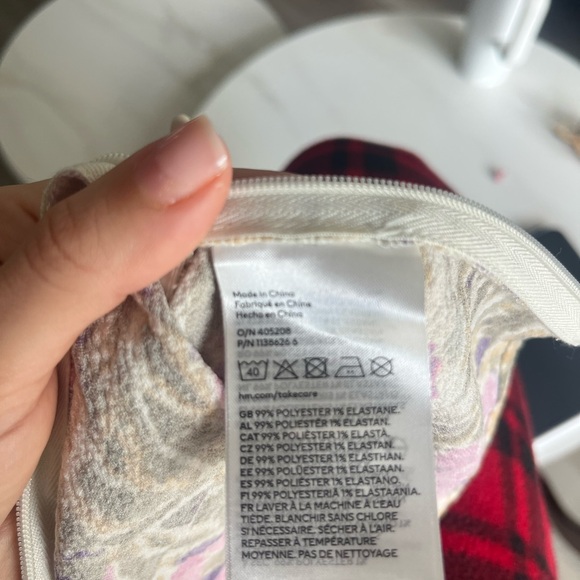 Made in China
Fabriqué en Chine
Hecho en China
O/N 405208
P/N 1138626 6
40
hm.com/takecare
GB 99% POLYESTER 1% ELASTANE.
AL 99% POLIESTËR 1% ELASTAN.
CAT 99% POLIÈSTER 1% ELASTÀ.
CZ 99% POLYESTER 1% ELASTAN.
DE 99% POLYESTER 1% ELASTHAN.
EE 99% POLÜESTER 1% ELASTAAN.
ES 99% POLIÉSTER 1% ELASTANO.
FI 99% POLYESTERIÄ 1% ELASTAANIA.
FR LAVER À LA MACHINE À L'EAU
TIÈDE. BLANCHIR SANS CHLORE
SI NÉCESSAIRE, SÉCHER SUR L'AIR.
REPASSER À TEMPÉRATURE
MOYENNE. PAS DE NETTOYAGE